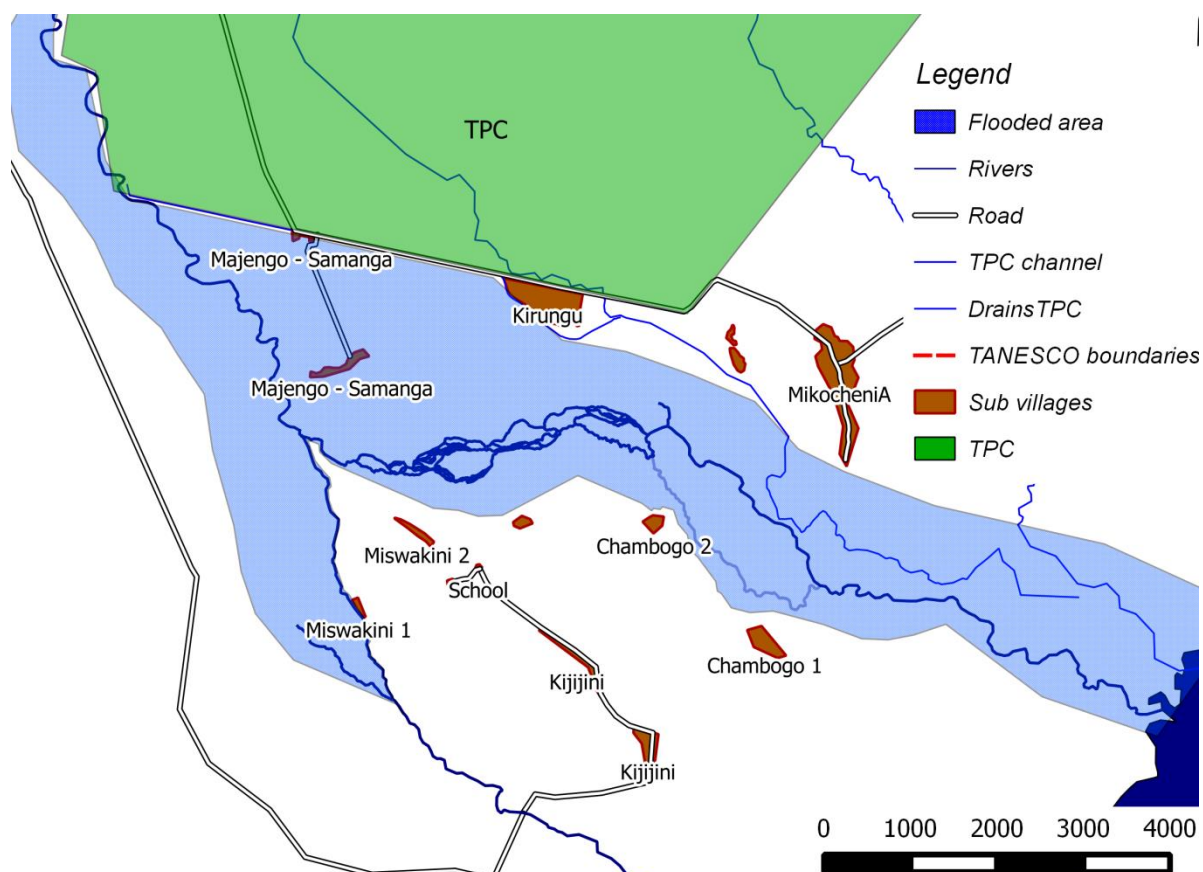 Legend
Flooded area
Rivers
Road
TPC channel
DrainsTPC
TANESCO boundaries
Sub villages
TPC
TPC
Majengo - Samanga
Kirungu
Majengo - Samanga
MikocheniA
Miswakini 2
Chambogo 2
School
Miswakini 1
Chambogo 1
Kijijini
Kijijini
0 1000 2000 3000 4000